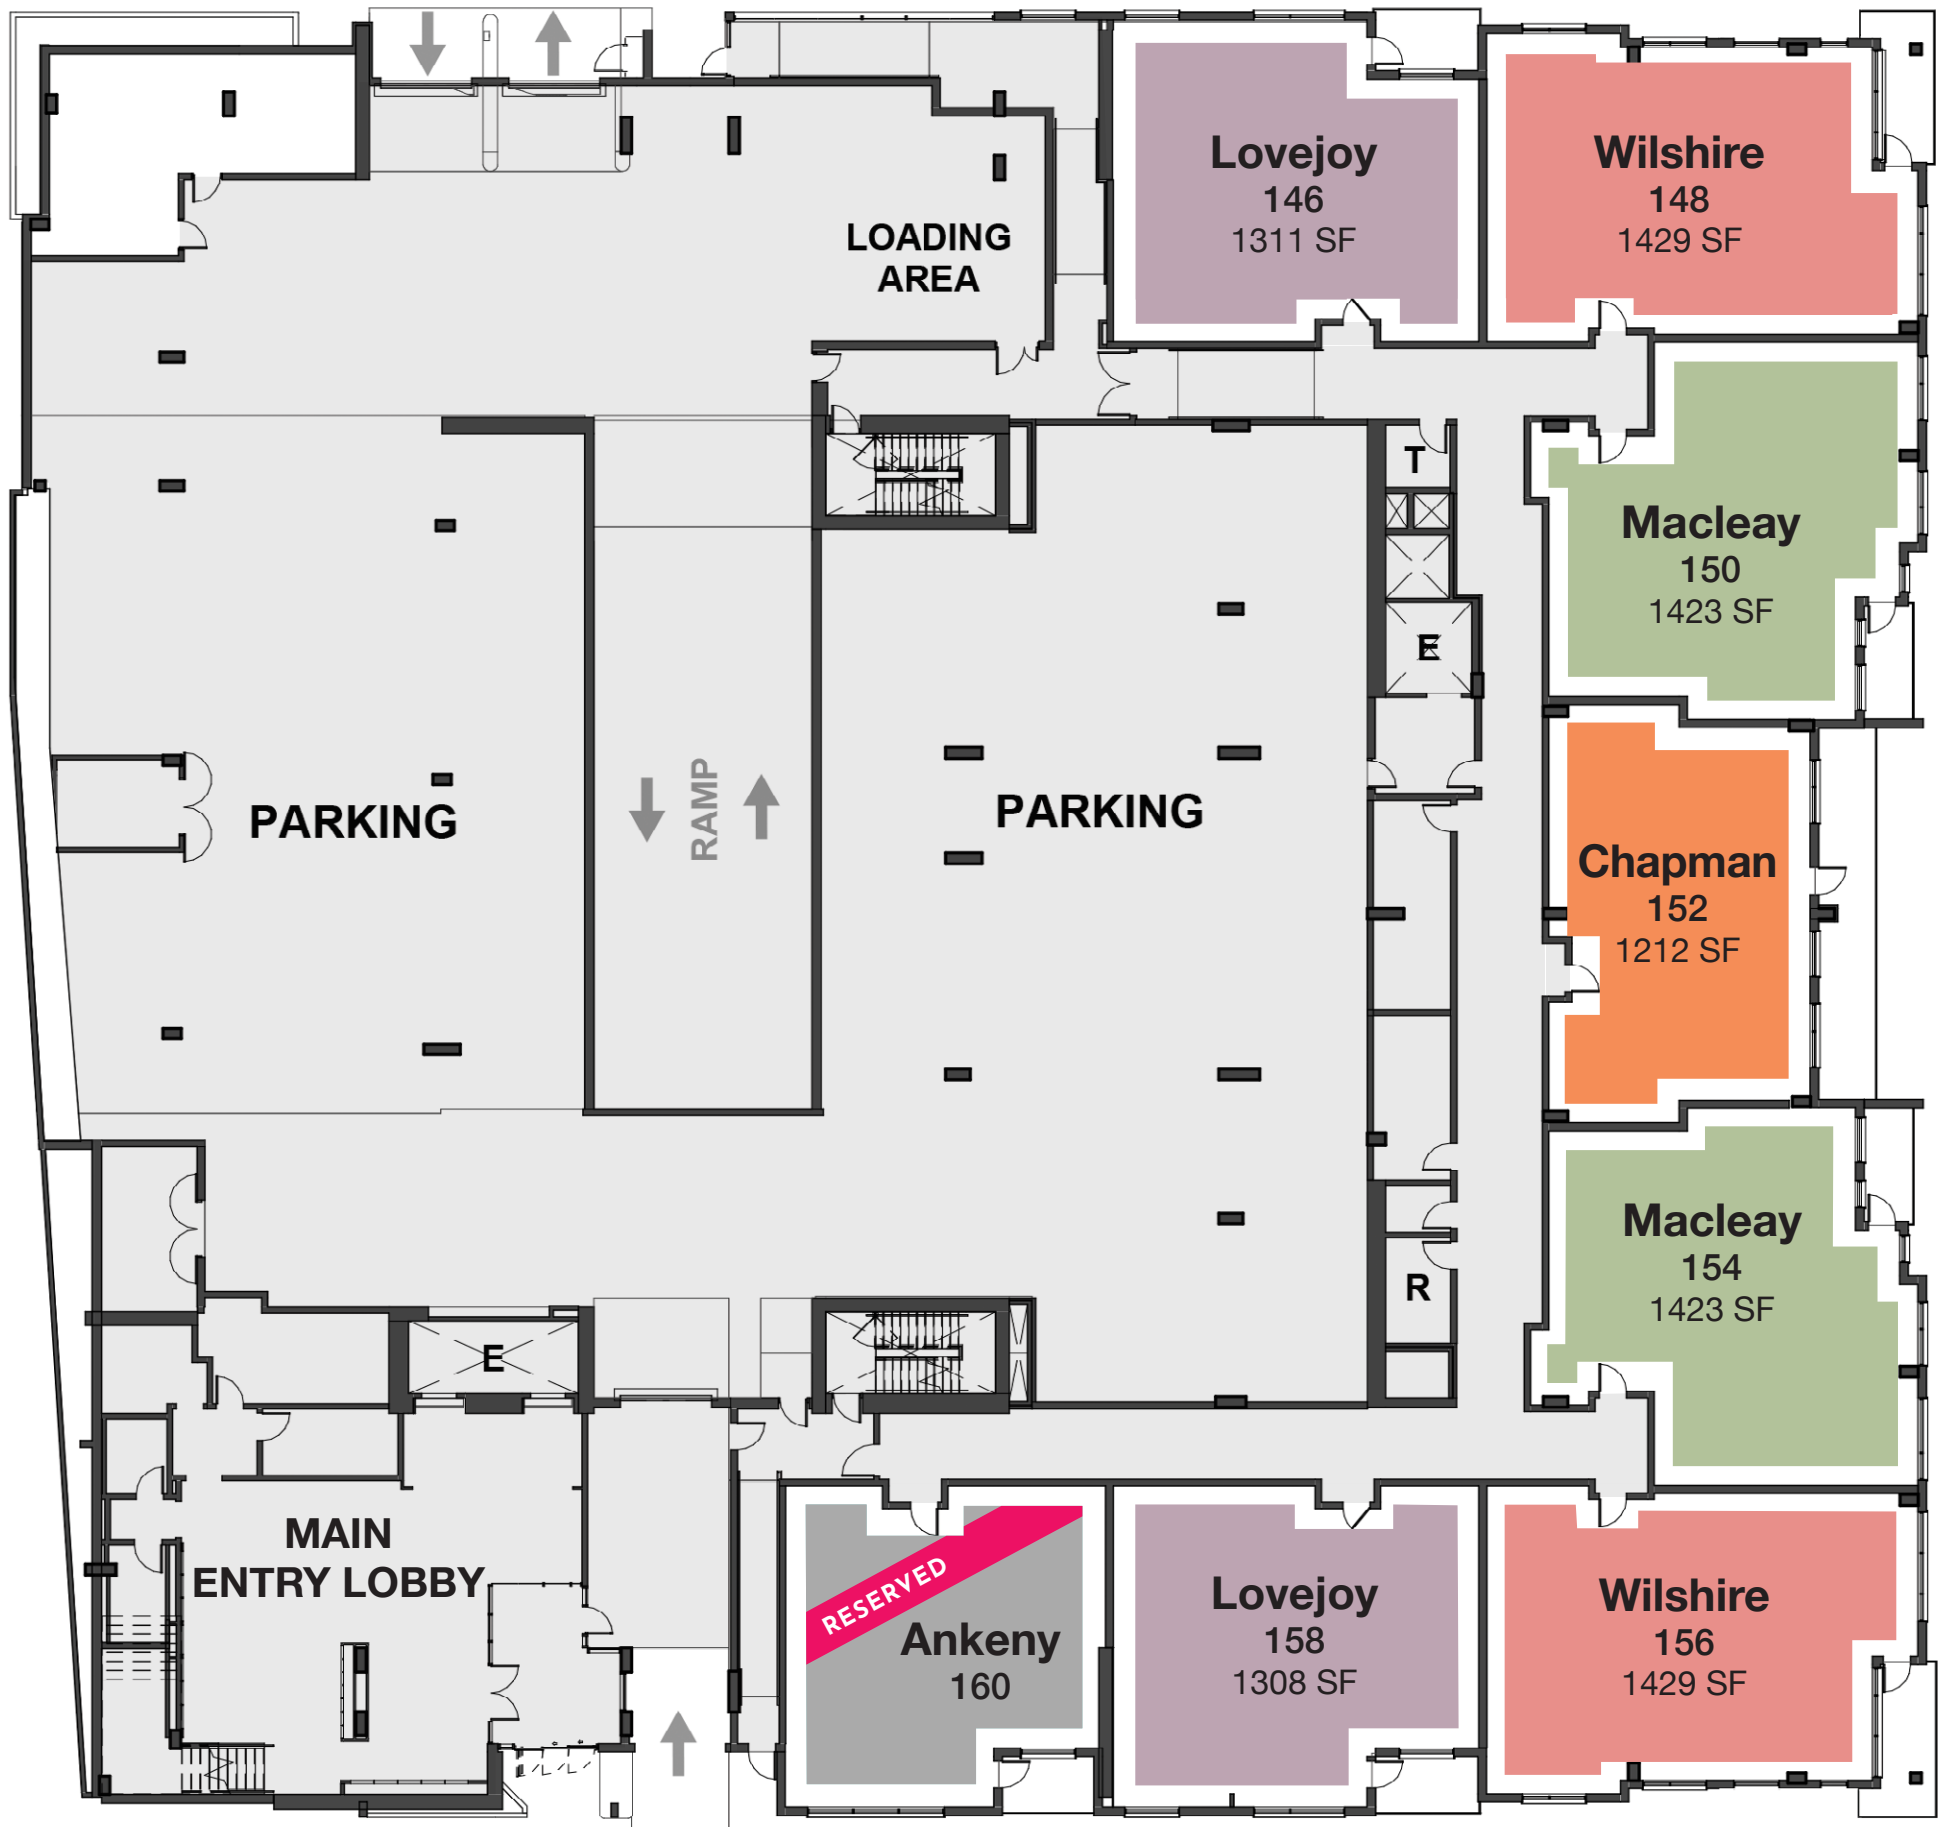 Lovejoy
146
1311 SF
Wilshire
148
1429 SF
LOADING
AREA
T
Macleay
150
1423 SF
E
PARKING
RAMP
PARKING
Chapman
152
1212 SF
Macleay
154
1423 SF
R
E
MAIN
ENTRY LOBBY
RESERVED
Ankeny
160
Lovejoy
158
1308 SF
Wilshire
156
1429 SF